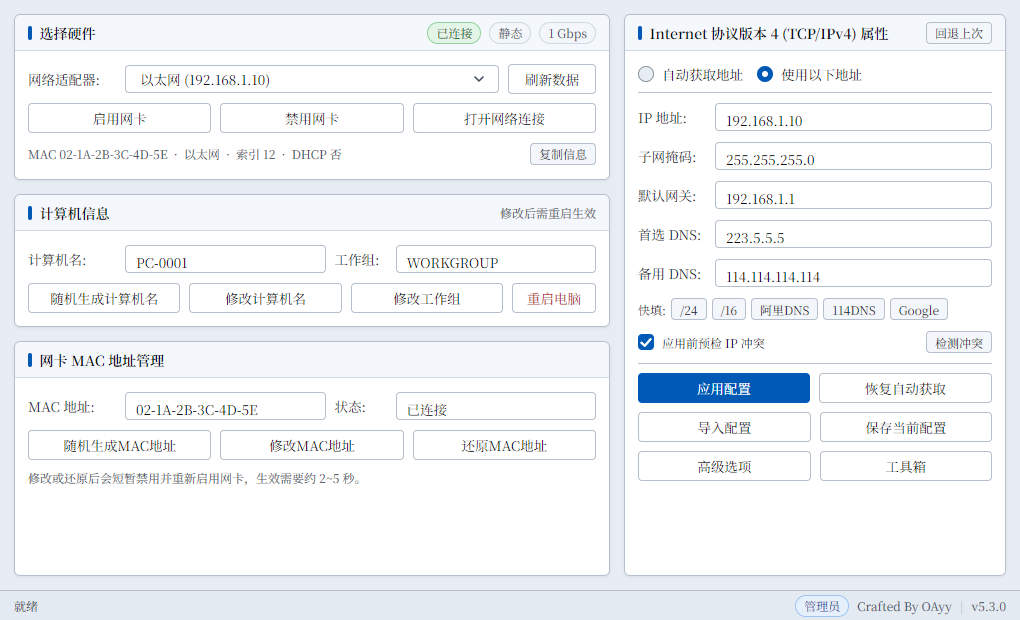 选择硬件
已连接
静态
1 Gbps
网络适配器:
以太网 (192.168.1.10)
刷新数据
启用网卡
禁用网卡
打开网络连接
MAC 02-1A-2B-3C-4D-5E · 以太网 · 索引 12 · DHCP 否
复制信息
计算机信息
修改后需重启生效
计算机名:
PC-0001
工作组:
WORKGROUP
随机生成计算机名
修改计算机名
修改工作组
重启电脑
网卡 MAC 地址管理
MAC 地址:
02-1A-2B-3C-4D-5E
状态:
已连接
随机生成MAC地址
修改MAC地址
还原MAC地址
修改或还原后会短暂禁用并重新启用网卡，生效需要约 2~5 秒。
Internet 协议版本 4 (TCP/IPv4) 属性
回退上次
自动获取地址
使用以下地址
IP 地址:
192.168.1.10
子网掩码:
255.255.255.0
默认网关:
192.168.1.1
首选 DNS:
223.5.5.5
备用 DNS:
114.114.114.114
快填:
/24
/16
阿里DNS
114DNS
Google
应用前预检 IP 冲突
检测冲突
应用配置
恢复自动获取
导入配置
保存当前配置
高级选项
工具箱
就绪
管理员
Crafted By OAyy
v5.3.0